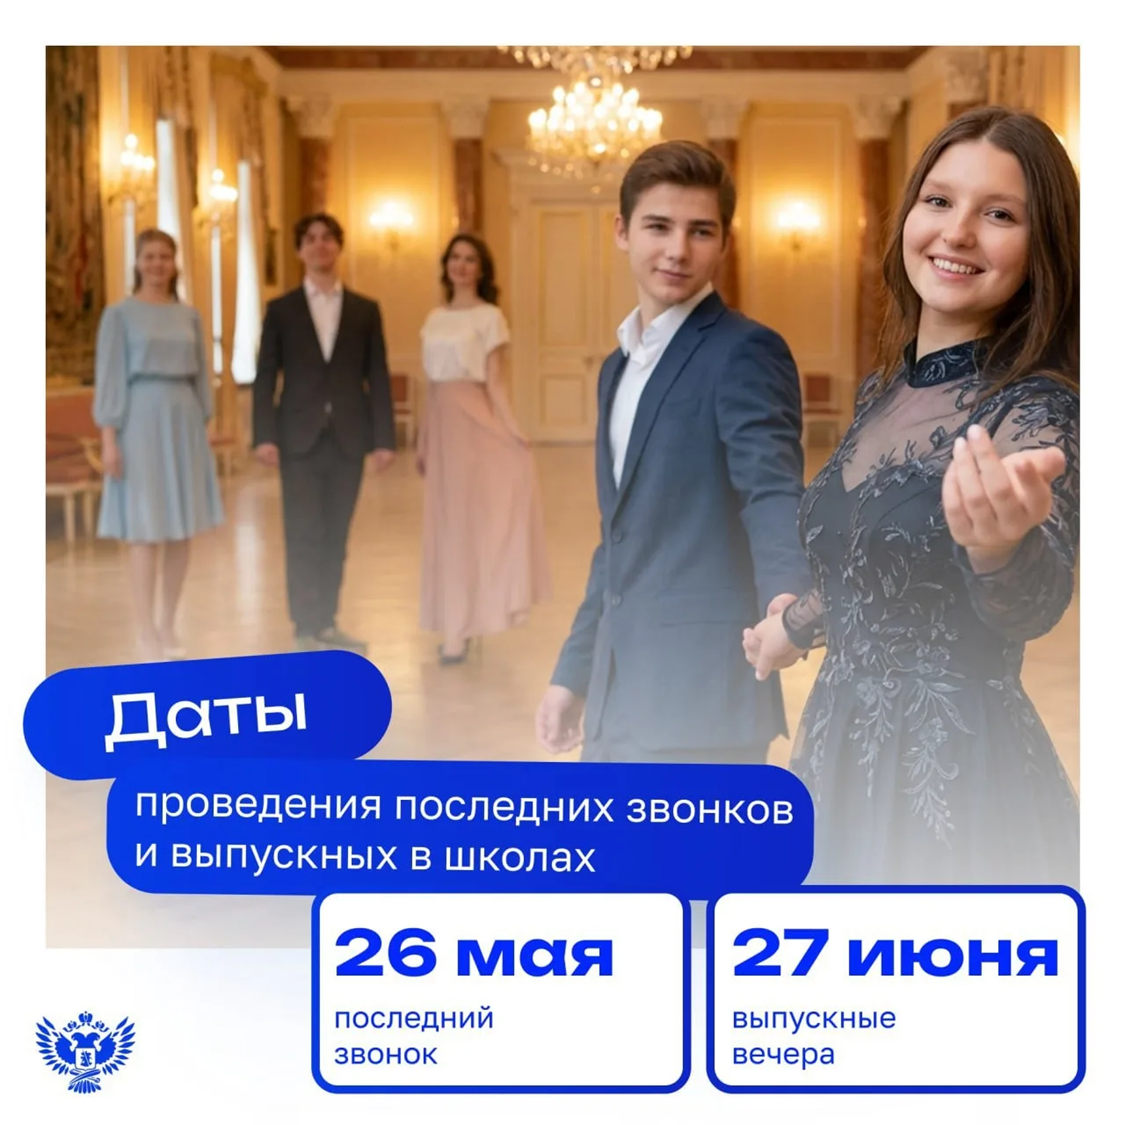 Даты
проведения последних звонков
и выпускных в школах
26 мая
последний
звонок
27 июня
выпускные
вечера